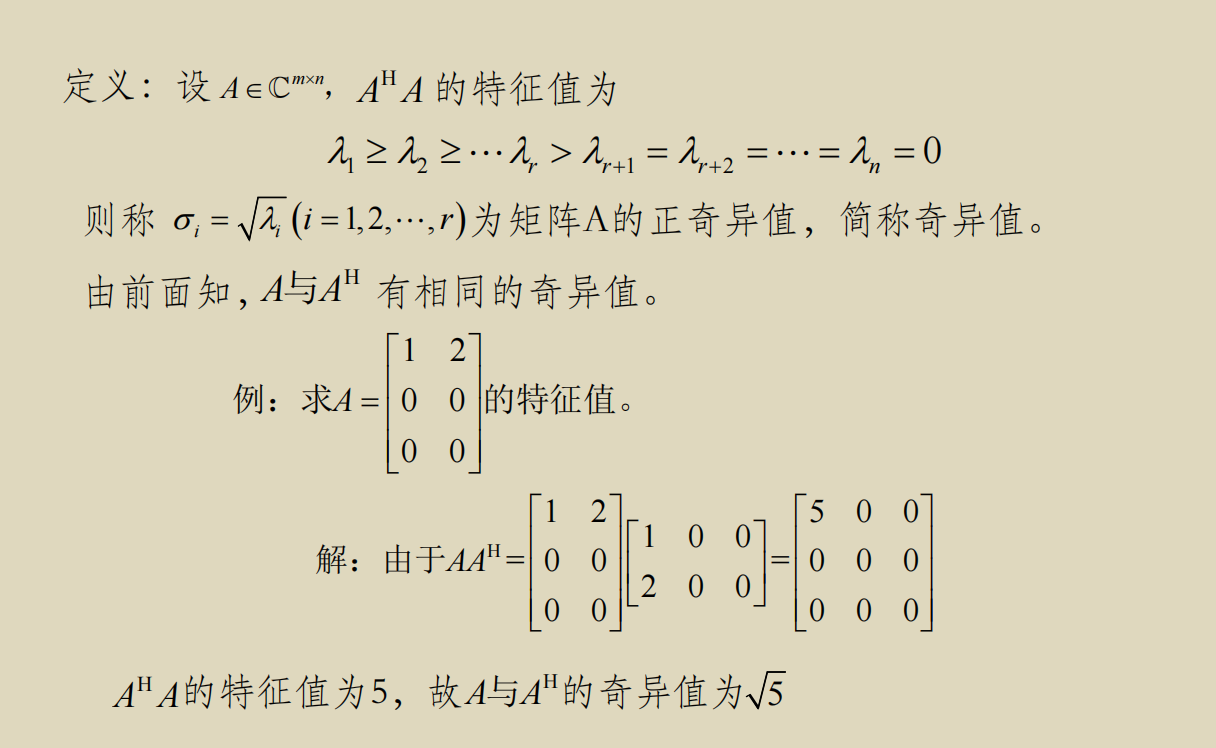 定义：设 $A \in \mathbb{C}^{m \times n}$，$A^{\mathrm{H}} A$ 的特征值为
$\lambda_1 \geq \lambda_2 \geq \cdots \lambda_r > \lambda_{r+1} = \lambda_{r+2} = \cdots = \lambda_n = 0$
则称 $\sigma_i = \sqrt{\lambda_i} (i = 1,2,\cdots,r)$为矩阵A的正奇异值，简称奇异值。
由前面知，$A$与$A^{\mathrm{H}}$ 有相同的奇异值。
例：求$A = \begin{bmatrix} 1 & 2 \\ 0 & 0 \\ 0 & 0 \end{bmatrix}$的特征值。
解：由于$AA^{\mathrm{H}} = \begin{bmatrix} 1 & 2 \\ 0 & 0 \\ 0 & 0 \end{bmatrix} \begin{bmatrix} 1 & 0 & 0 \\ 2 & 0 & 0 \end{bmatrix} = \begin{bmatrix} 5 & 0 & 0 \\ 0 & 0 & 0 \\ 0 & 0 & 0 \end{bmatrix}$
$A^{\mathrm{H}} A$的特征值为5，故$A$与$A^{\mathrm{H}}$的奇异值为$\sqrt{5}$